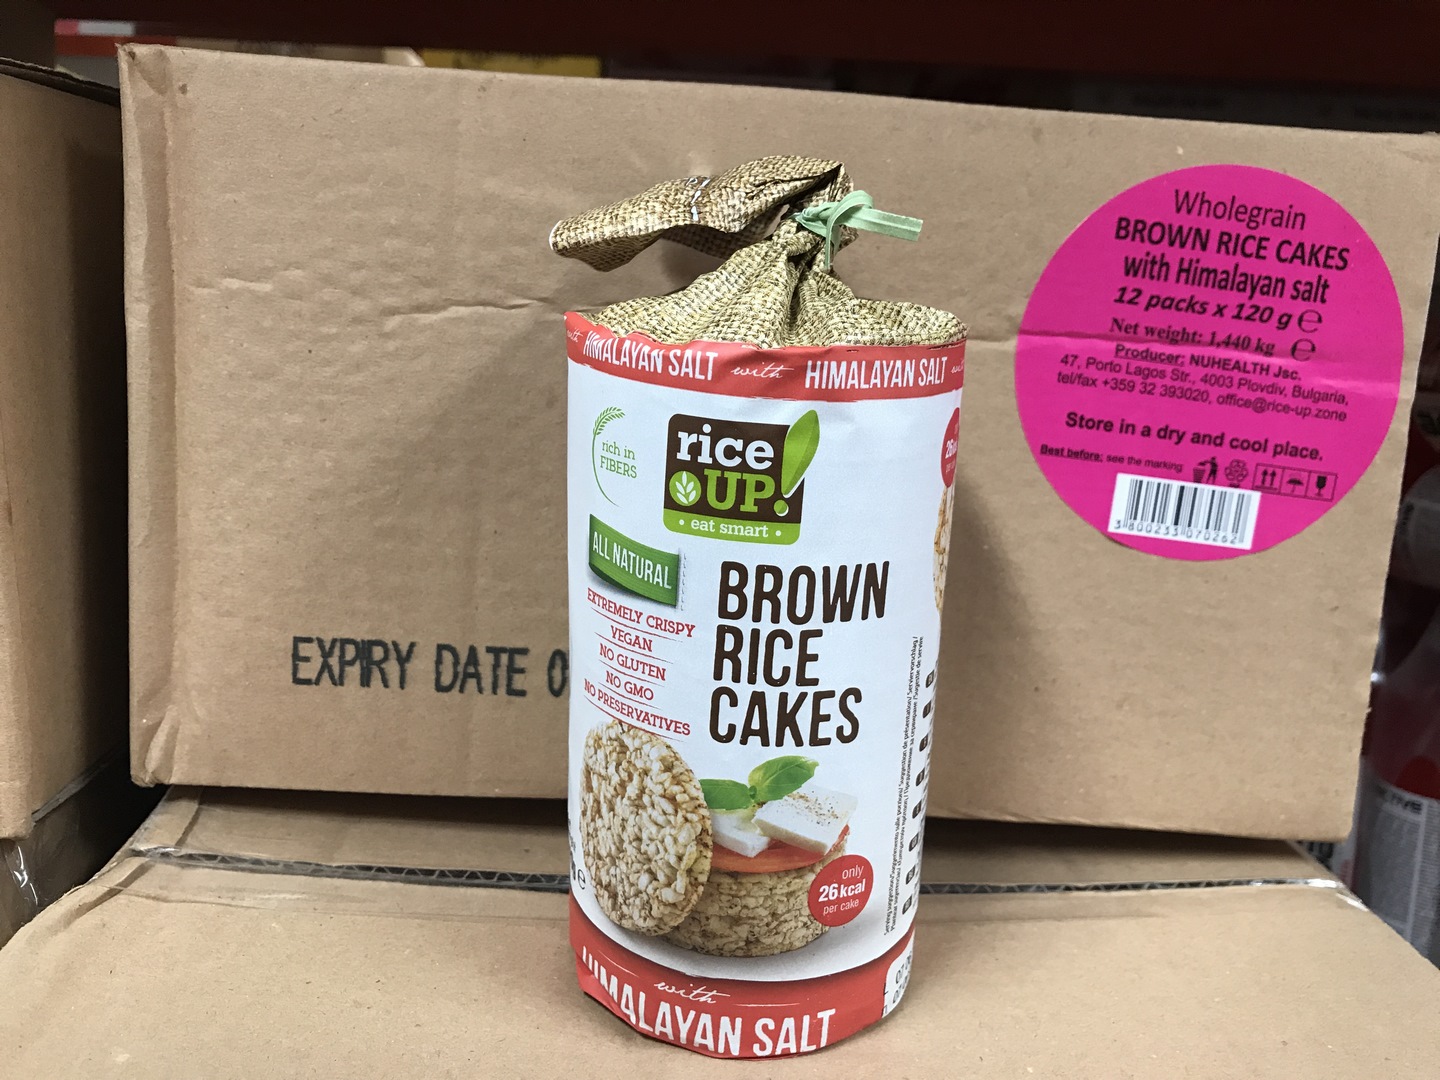 HIMALAYAN SALT with HIMALAYAN SALT
rich in
FIBERS
rice
UP!
• eat smart •
ALL NATURAL
EXTREMELY CRISPY
VEGAN
NO GLUTEN
NO GMO
NO PRESERVATIVES
BROWN
RICE
CAKES
only
26 kcal
per cake
with
HIMALAYAN SALT
EXPIRY DATE 0
Wholegrain
BROWN RICE CAKES
with Himalayan salt
12 packs x 120 g ℮
Net weight: 1,440 kg ℮
Producer: NUHEALTH Jsc.
47, Porto Lagos Str., 4003 Plovdiv, Bulgaria,
tel/fax +359 32 393020, office@rice-up.zone
Store in a dry and cool place.
Best before: see the marking
3 800233 070262